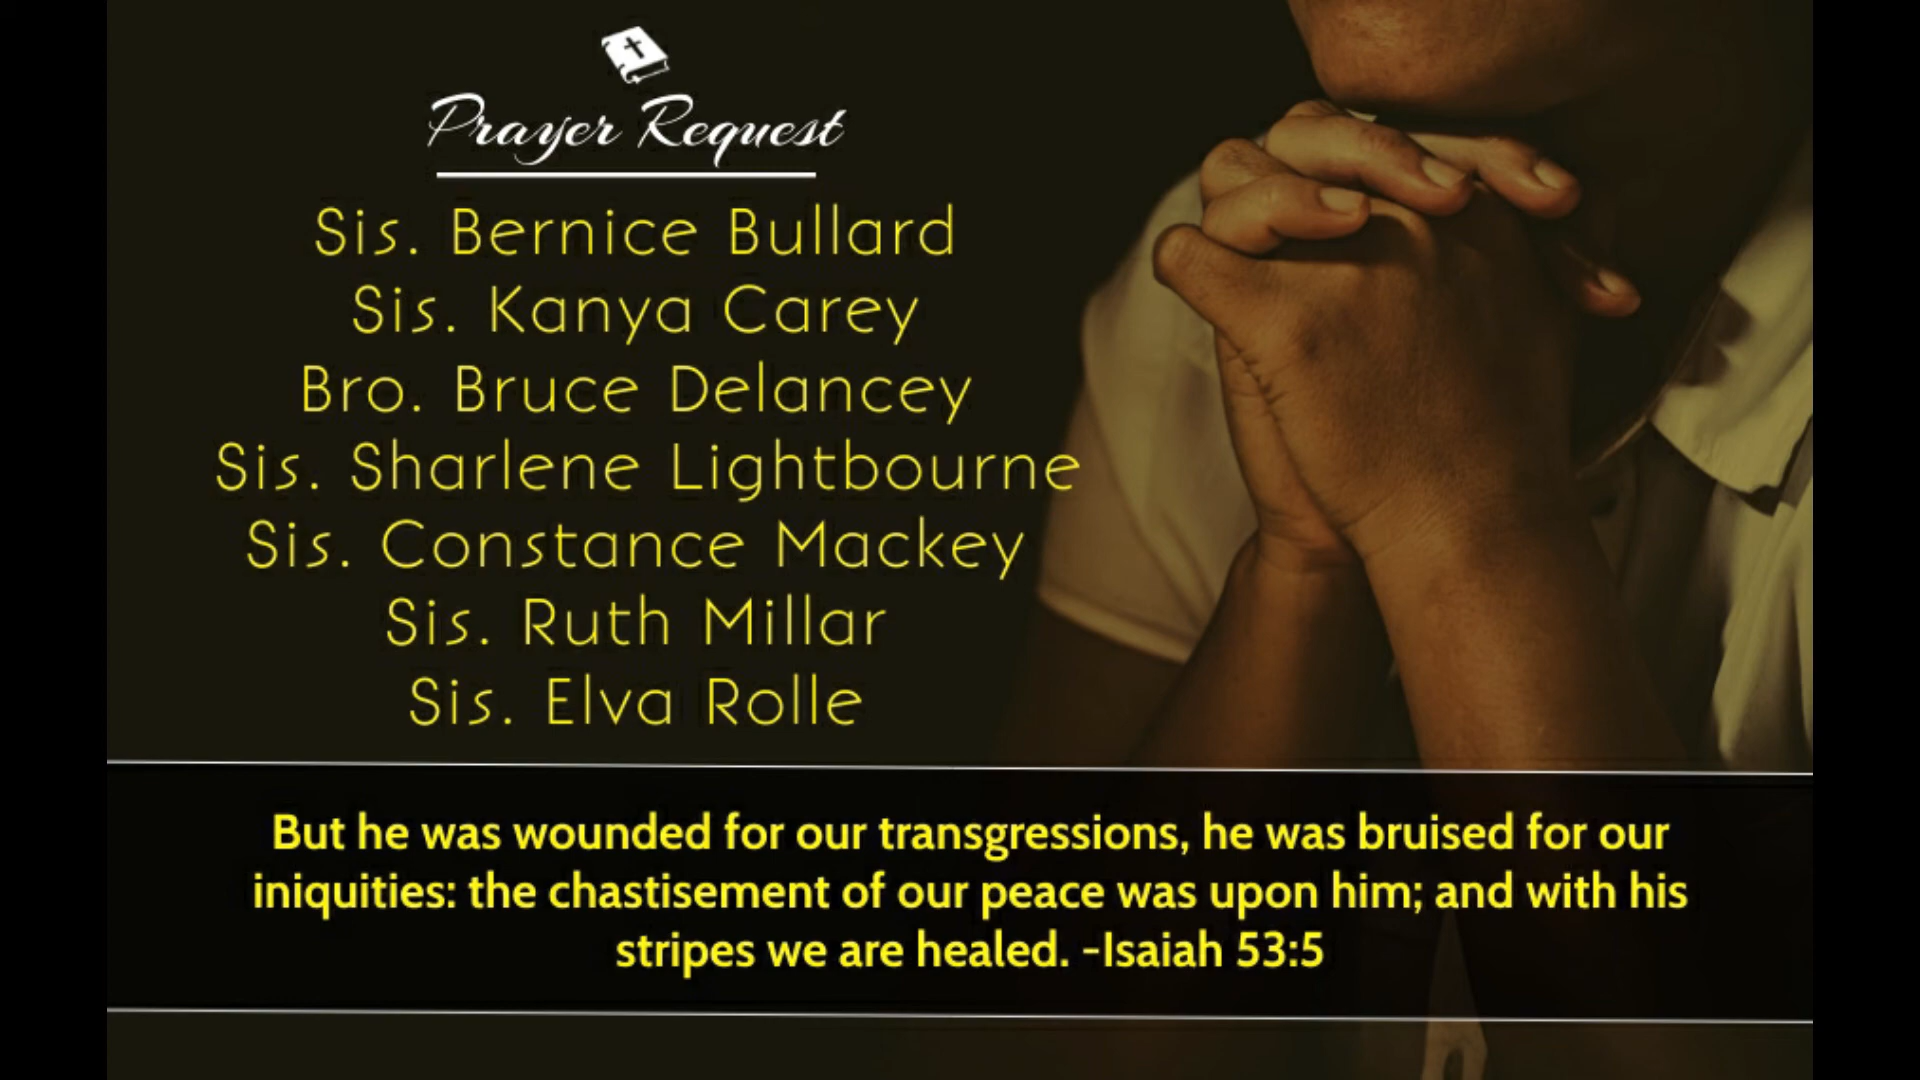 Prayer Request
Sis. Bernice Bullard
Sis. Kanya Carey
Bro. Bruce Delancey
Sis. Sharlene Lightbourne
Sis. Constance Mackey
Sis. Ruth Millar
Sis. Elva Rolle
But he was wounded for our transgressions, he was bruised for our
iniquities: the chastisement of our peace was upon him; and with his
stripes we are healed. -Isaiah 53:5